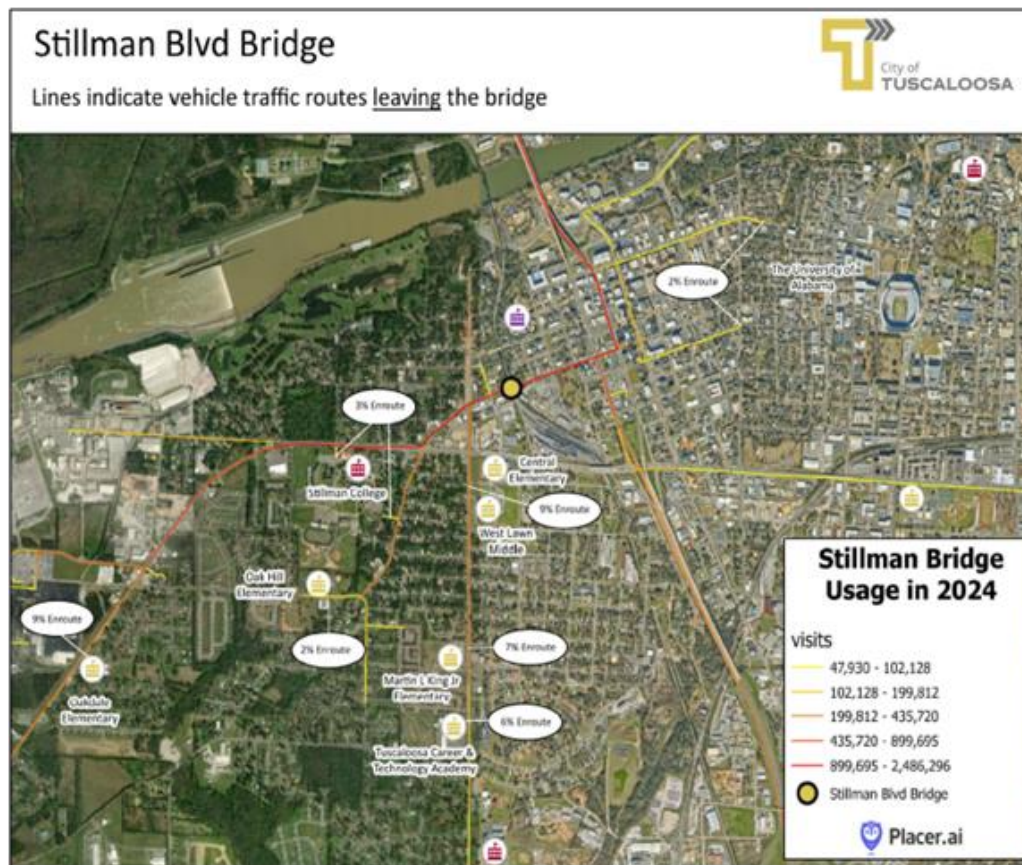 Stillman Blvd Bridge
Lines indicate vehicle traffic routes leaving the bridge
City of
TUSCALOOSA
2% Enroute
The University of
Alabama
3% Enroute
Stillman College
Central
Elementary
9% Enroute
West Lawn
Middle
Oak Hill
Elementary
9% Enroute
2% Enroute
7% Enroute
Martin L King Jr
Elementary
Oakdale
Elementary
6% Enroute
Tuscaloosa Career &
Technology Academy
Stillman Bridge
Usage in 2024
visits
47,930 - 102,128
102,128 - 199,812
199,812 - 435,720
435,720 - 899,695
899,695 - 2,486,296
Stillman Blvd Bridge
Placer.ai